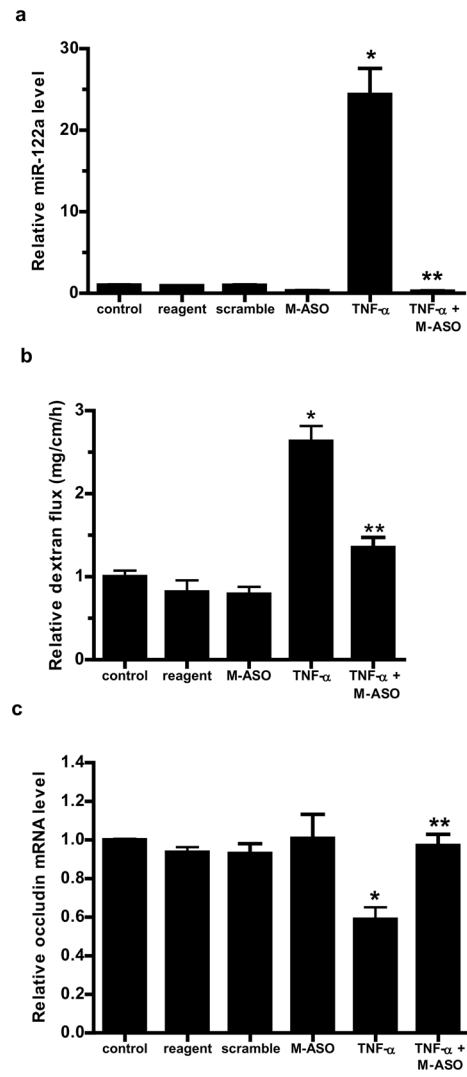 a
Relative miR-122a level
30
20
10
0
*
**
control reagent scramble M-ASO TNF-α TNF-α +
M-ASO
b
Relative dextran flux (mg/cm/h)
3
2
1
0
*
**
control reagent M-ASO TNF-α TNF-α +
M-ASO
c
Relative occludin mRNA level
1.4
1.2
1.0
0.8
0.6
0.4
0.2
0.0
*
**
control reagent scramble M-ASO TNF-α TNF-α +
M-ASO